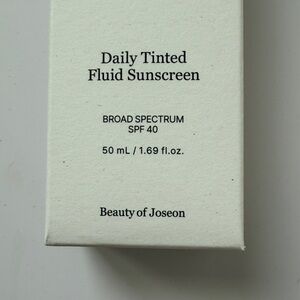 Daily Tinted
Fluid Sunscreen
BROAD SPECTRUM
SPF 40
50 mL / 1.69 fl.oz.
Beauty of Joseon